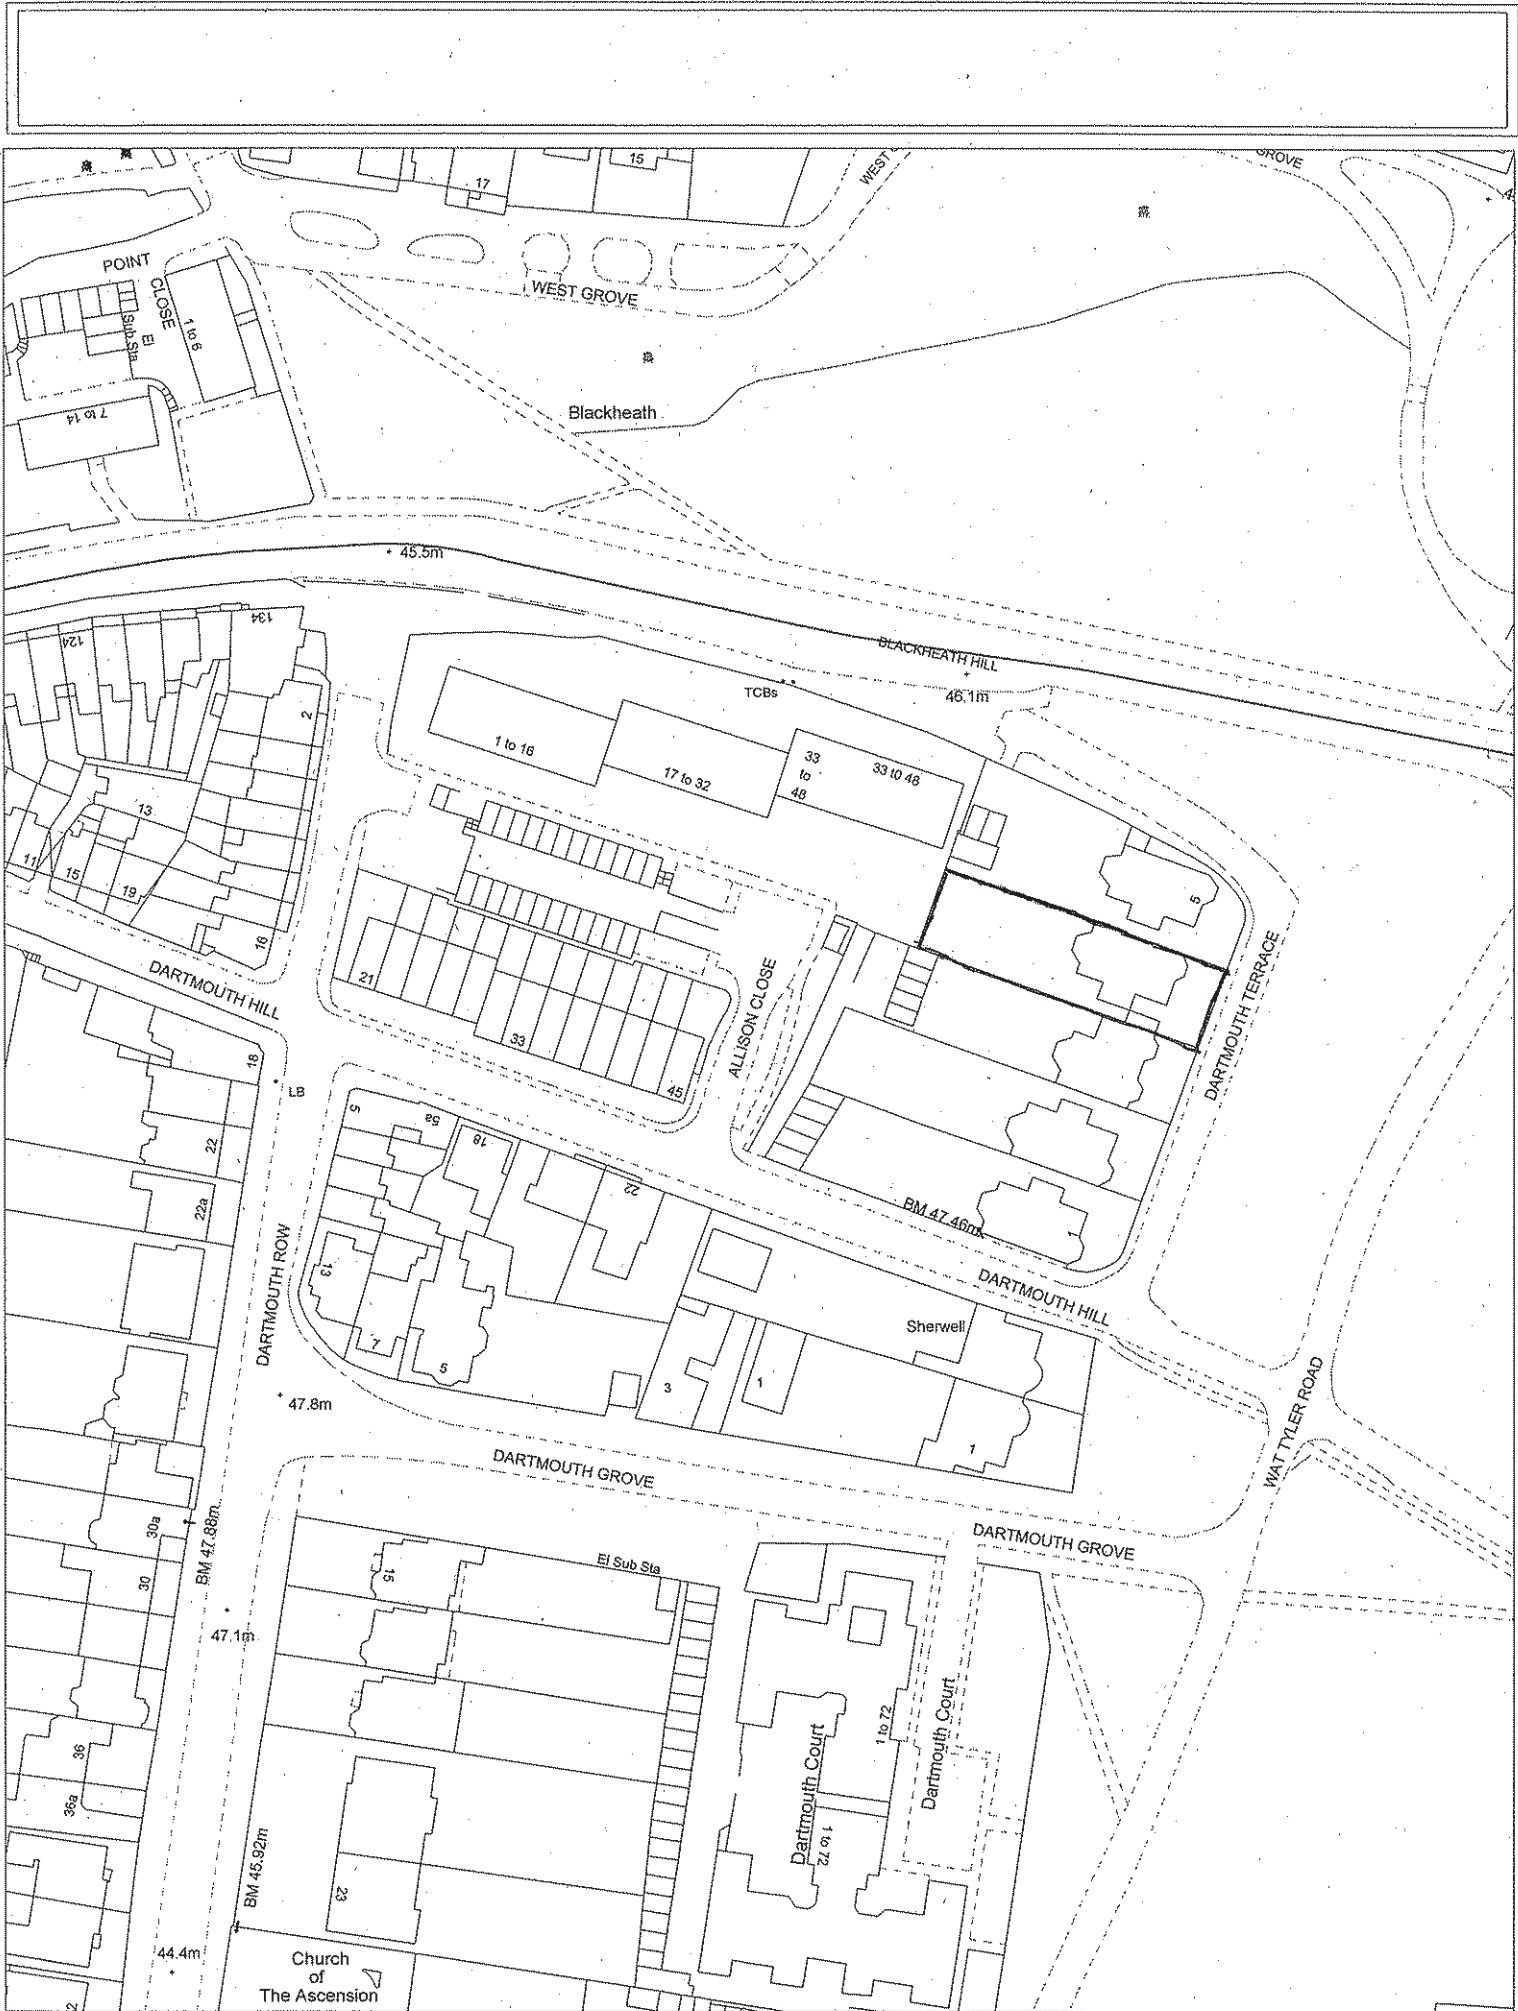 15
17
WEST
GROVE
POINT
CLOSE
1 to 6
El
Sub Sta
WEST GROVE
7 to 14
Blackheath
45.5m
134
124
BLACKHEATH HILL
46.1m
TCBs
2
1 to 16
17 to 32
33
to
48
33 to 48
13
11
15
19
16
5
DARTMOUTH HILL
21
33
45
ALLISON CLOSE
DARTMOUTH TERRACE
18
LB
5
5a
18
22
22
22a
BM 47.46m
1
DARTMOUTH HILL
DARTMOUTH ROW
13
7
5
3
1
Sherwell
1
47.8m
WAT TYLER ROAD
DARTMOUTH GROVE
DARTMOUTH GROVE
30a
30
BM 47.88m
15
El Sub Sta
47.1m
36
36a
1 to 72
Dartmouth Court
Dartmouth Court
1 to 72
23
BM 45.92m
44.4m
Church
of
The Ascension